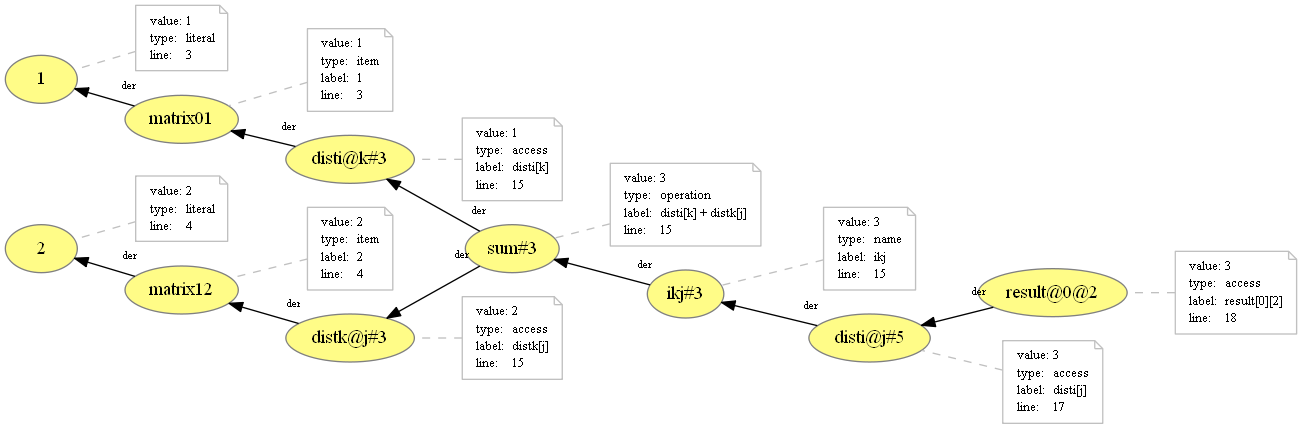 value: 1
type: literal
line: 3
value: 1
type: item
label: 1
line: 3
1
der
matrix01
der
value: 1
type: access
label: disti[k]
line: 15
disti@k#3
value: 2
type: literal
line: 4
der
value: 3
type: operation
label: disti[k] + distk[j]
line: 15
value: 2
type: item
label: 2
line: 4
value: 3
type: name
label: ikj
line: 15
2
der
sum#3
der
der
matrix12
der
ikj#3
value: 3
type: access
label: result[0][2]
line: 18
der
result@0@2
value: 2
type: access
label: distk[j]
line: 15
distk@j#3
der
disti@j#5
value: 3
type: access
label: disti[j]
line: 17